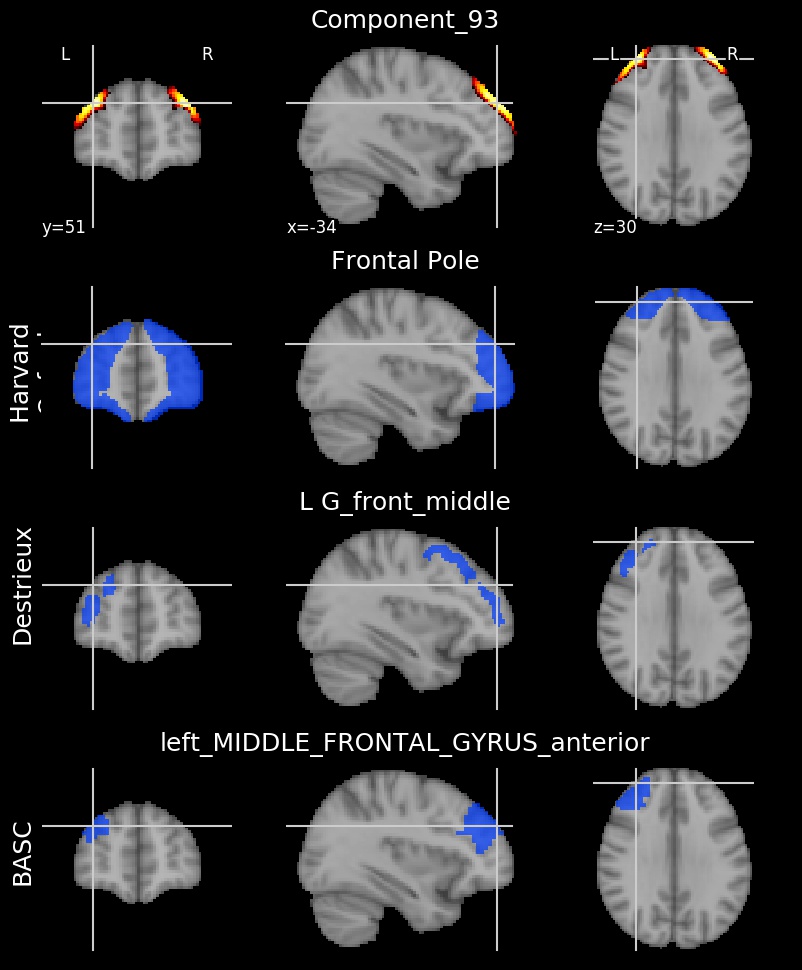 Component_93
L
R
L
R
y=51
x=-34
z=30
Frontal Pole
Harvard
L G_front_middle
Destrieux
left_MIDDLE_FRONTAL_GYRUS_anterior
BASC